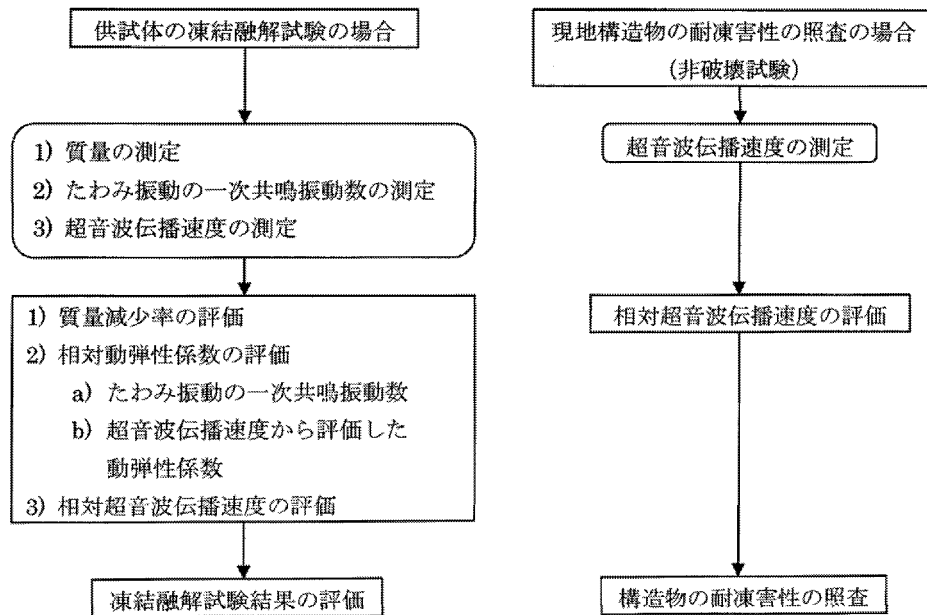 供試体の凍結融解試験の場合
1) 質量の測定
2) たわみ振動の一次共鳴振動数の測定
3) 超音波伝播速度の測定
1) 質量減少率の評価
2) 相対動弾性係数の評価
a) たわみ振動の一次共鳴振動数
b) 超音波伝播速度から評価した
動弾性係数
3) 相対超音波伝播速度の評価
凍結融解試験結果の評価
現地構造物の耐凍害性の照査の場合
(非破壊試験)
超音波伝播速度の測定
相対超音波伝播速度の評価
構造物の耐凍害性の照査